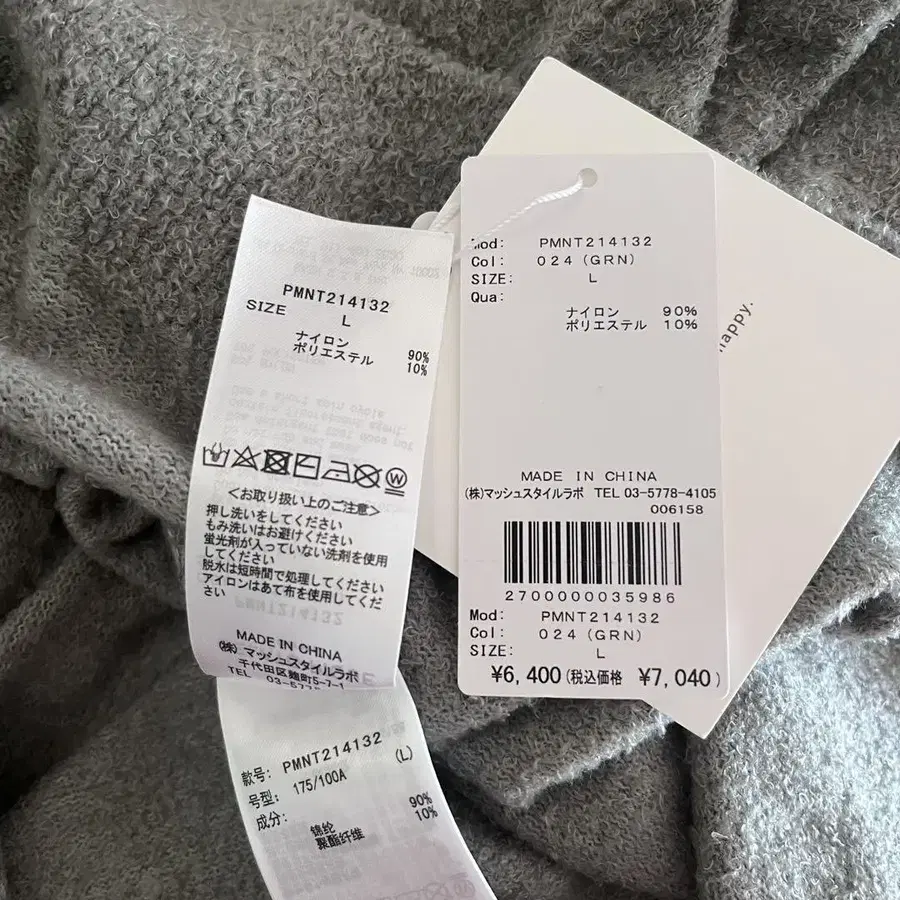 PMNT214132
SIZE L
ナイロン 90%
ポリエステル 10%
<お取り扱い上のご注意>
押し洗いをしてください
もみ洗いはお避けください
蛍光剤が入っていない洗剤を使用
してください
脱水は短時間で処理してください
アイロンはあて布を使用してくだ
さい
MADE IN CHINA
(株)マッシュスタイルラボ
千代田区麹町5-7-1
TEL
款号: PMNT214132
号型: 175/100A (L)
成分:
锦纶 90%
聚酯纤维 10%
Mod: PMNT214132
Col: 024(GRN)
SIZE: L
Qua:
ナイロン 90%
ポリエステル 10%
MADE IN CHINA
(株)マッシュスタイルラボ TEL 03-5778-4105
006158
2700000035986
Mod: PMNT214132
Col: 024(GRN)
SIZE: L
¥6,400(税込価格 ¥7,040)